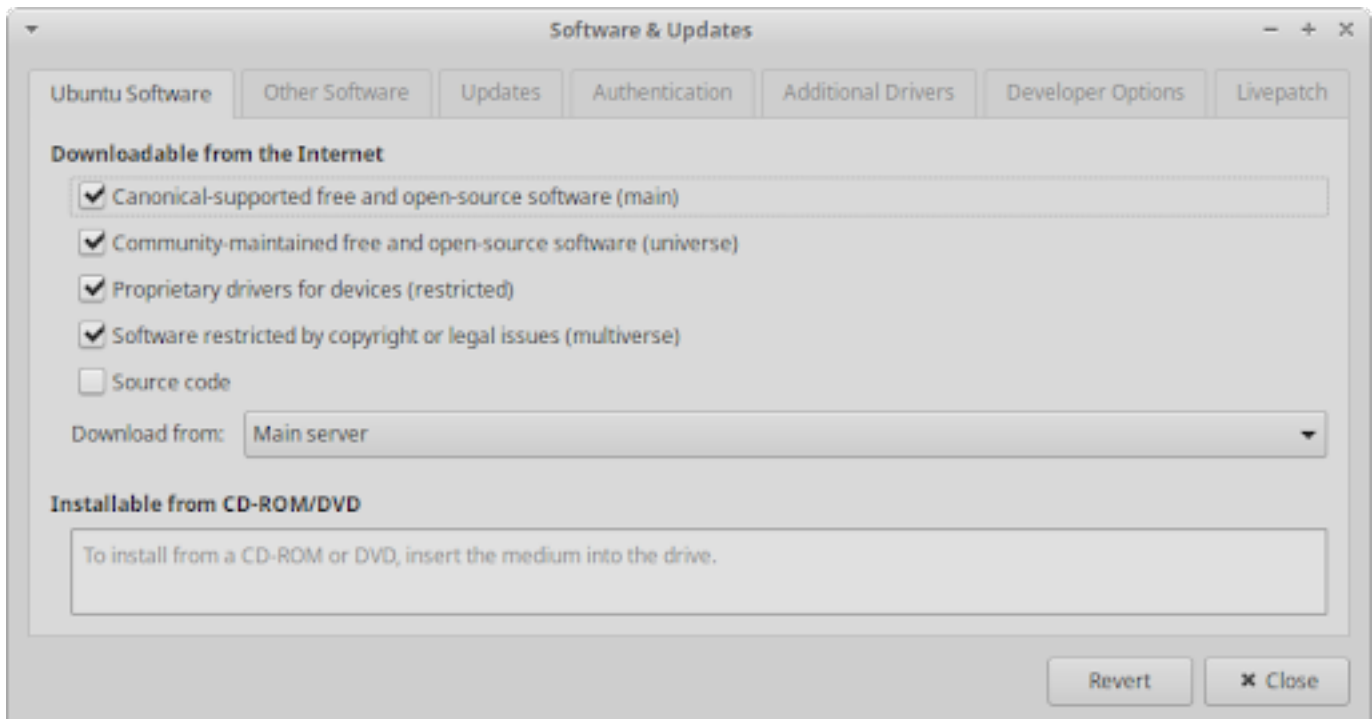 Software & Updates
Ubuntu Software Other Software Updates Authentication Additional Drivers Developer Options Livepatch
Downloadable from the Internet
Canonical-supported free and open-source software (main)
Community-maintained free and open-source software (universe)
Proprietary drivers for devices (restricted)
Software restricted by copyright or legal issues (multiverse)
Source code
Download from: Main server
Installable from CD-ROM/DVD
To install from a CD-ROM or DVD, insert the medium into the drive.
Revert Close